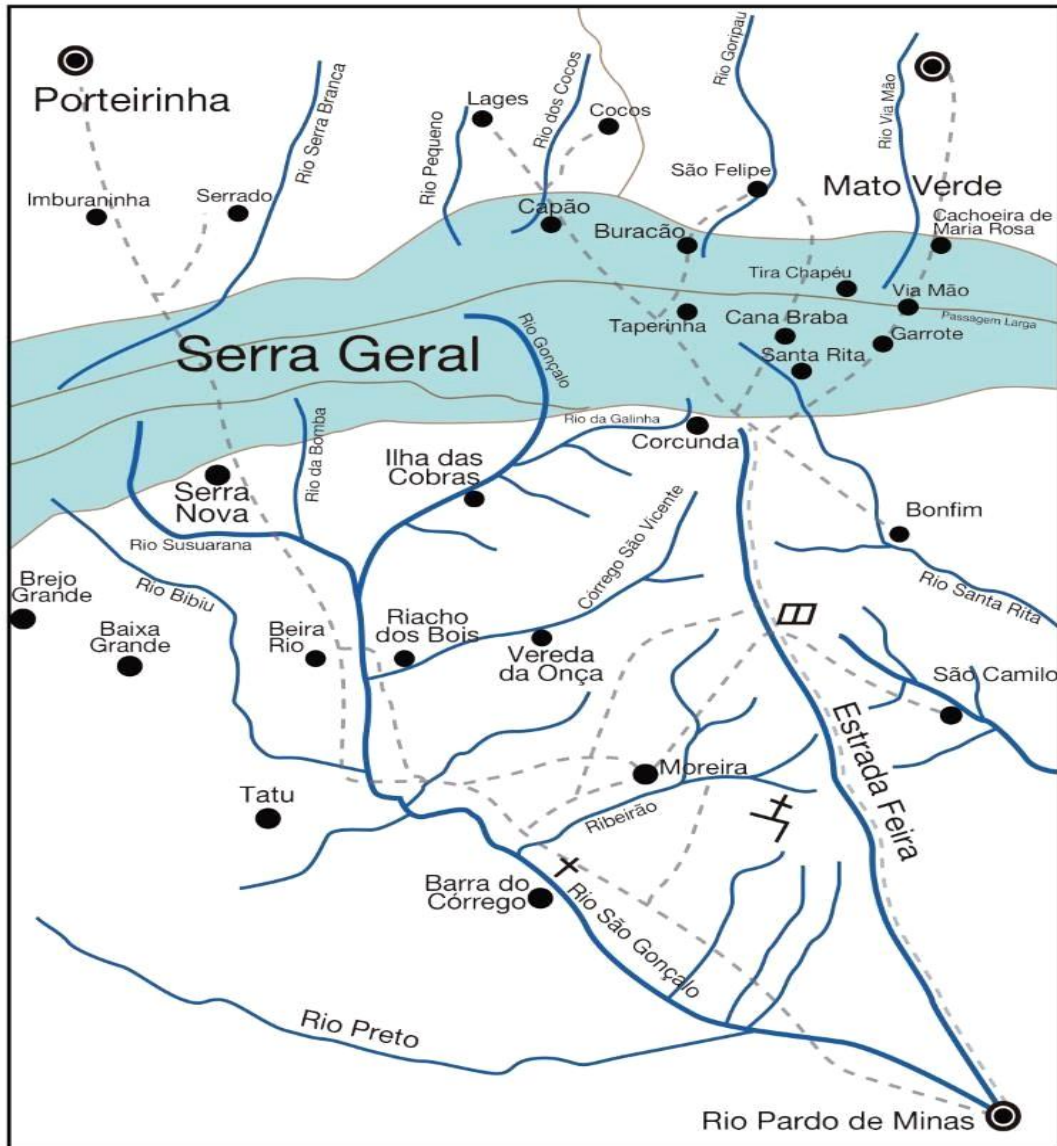 Porteirinha
Rio Serra Branca
Lages
Rio dos Cocos
Cocos
Rio Goripau
Rio Via Mão
Rio Pequeno
São Felipe
Mato Verde
Imburaninha
Serrado
Capão
Buracão
Cachoeira de
Maria Rosa
Tira Chapéu
Via Mão
Passagem Larga
Taperinha
Cana Braba
Garrote
Serra Geral
Rio Gonçalo
Santa Rita
Rio da Bomba
Rio da Galinha
Corcunda
Ilha das
Cobras
Serra
Nova
Bonfim
Rio Susuarana
Córrego São Vicente
Rio Santa Rita
Brejo
Grande
Rio Bibiu
Baixa
Grande
Beira
Rio
Riacho
dos Bois
Vereda
da Onça
São Camilo
Estrada Feira
Moreira
Tatu
Ribeirão
Barra do
Córrego
Rio São Gonçalo
Rio Preto
Rio Pardo de Minas